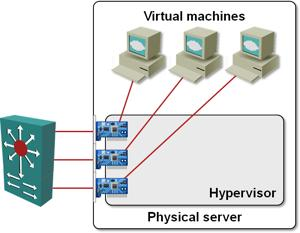 Virtual machines
Hypervisor
Physical server